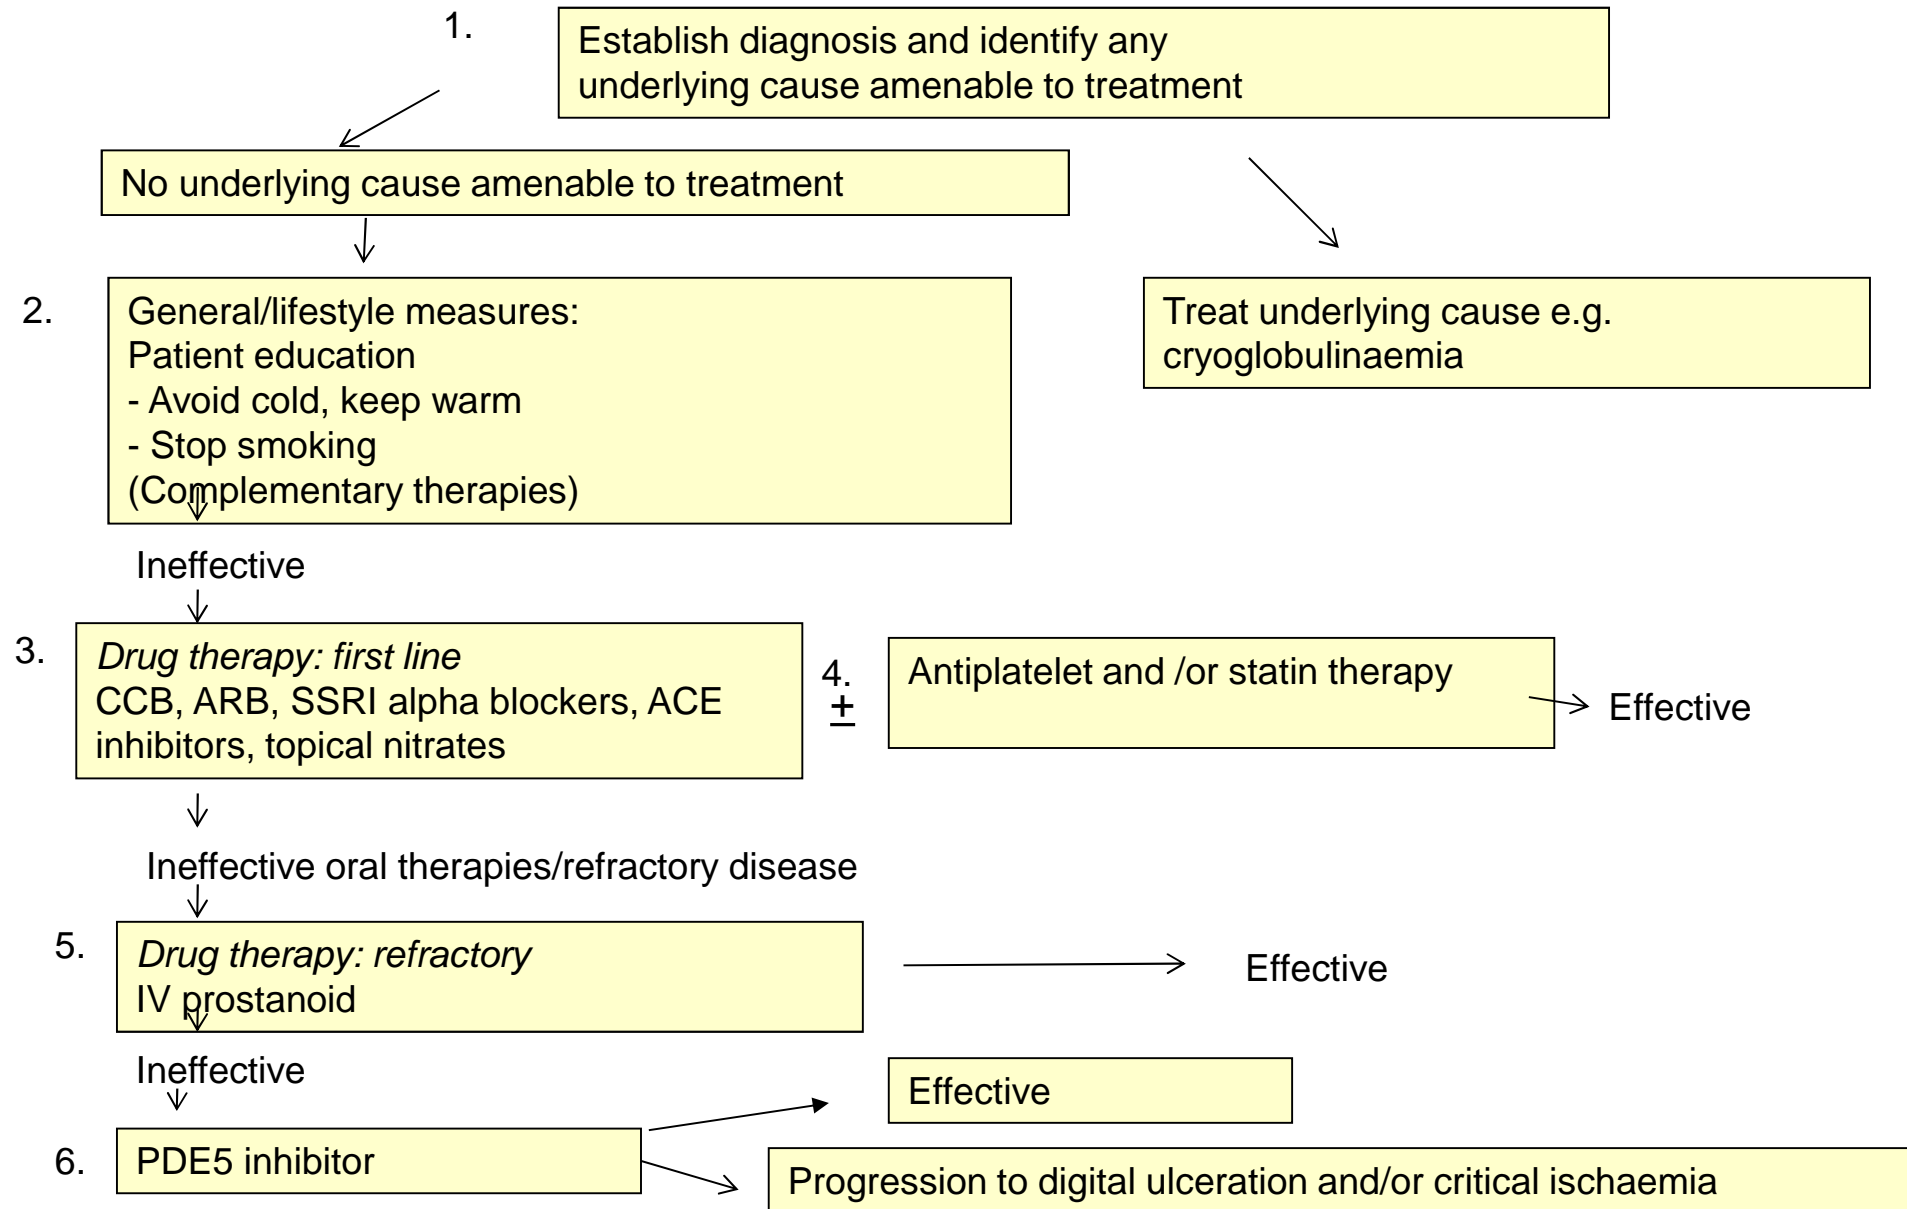 1.
Establish diagnosis and identify any
underlying cause amenable to treatment
No underlying cause amenable to treatment
2.
General/lifestyle measures:
Patient education
- Avoid cold, keep warm
- Stop smoking
(Complementary therapies)
Treat underlying cause e.g.
cryoglobulinaemia
Ineffective
3.
Drug therapy: first line
CCB, ARB, SSRI alpha blockers, ACE
inhibitors, topical nitrates
4.
±
Antiplatelet and /or statin therapy
Effective
Ineffective oral therapies/refractory disease
5.
Drug therapy: refractory
IV prostanoid
Effective
Ineffective
Effective
6.
PDE5 inhibitor
Progression to digital ulceration and/or critical ischaemia